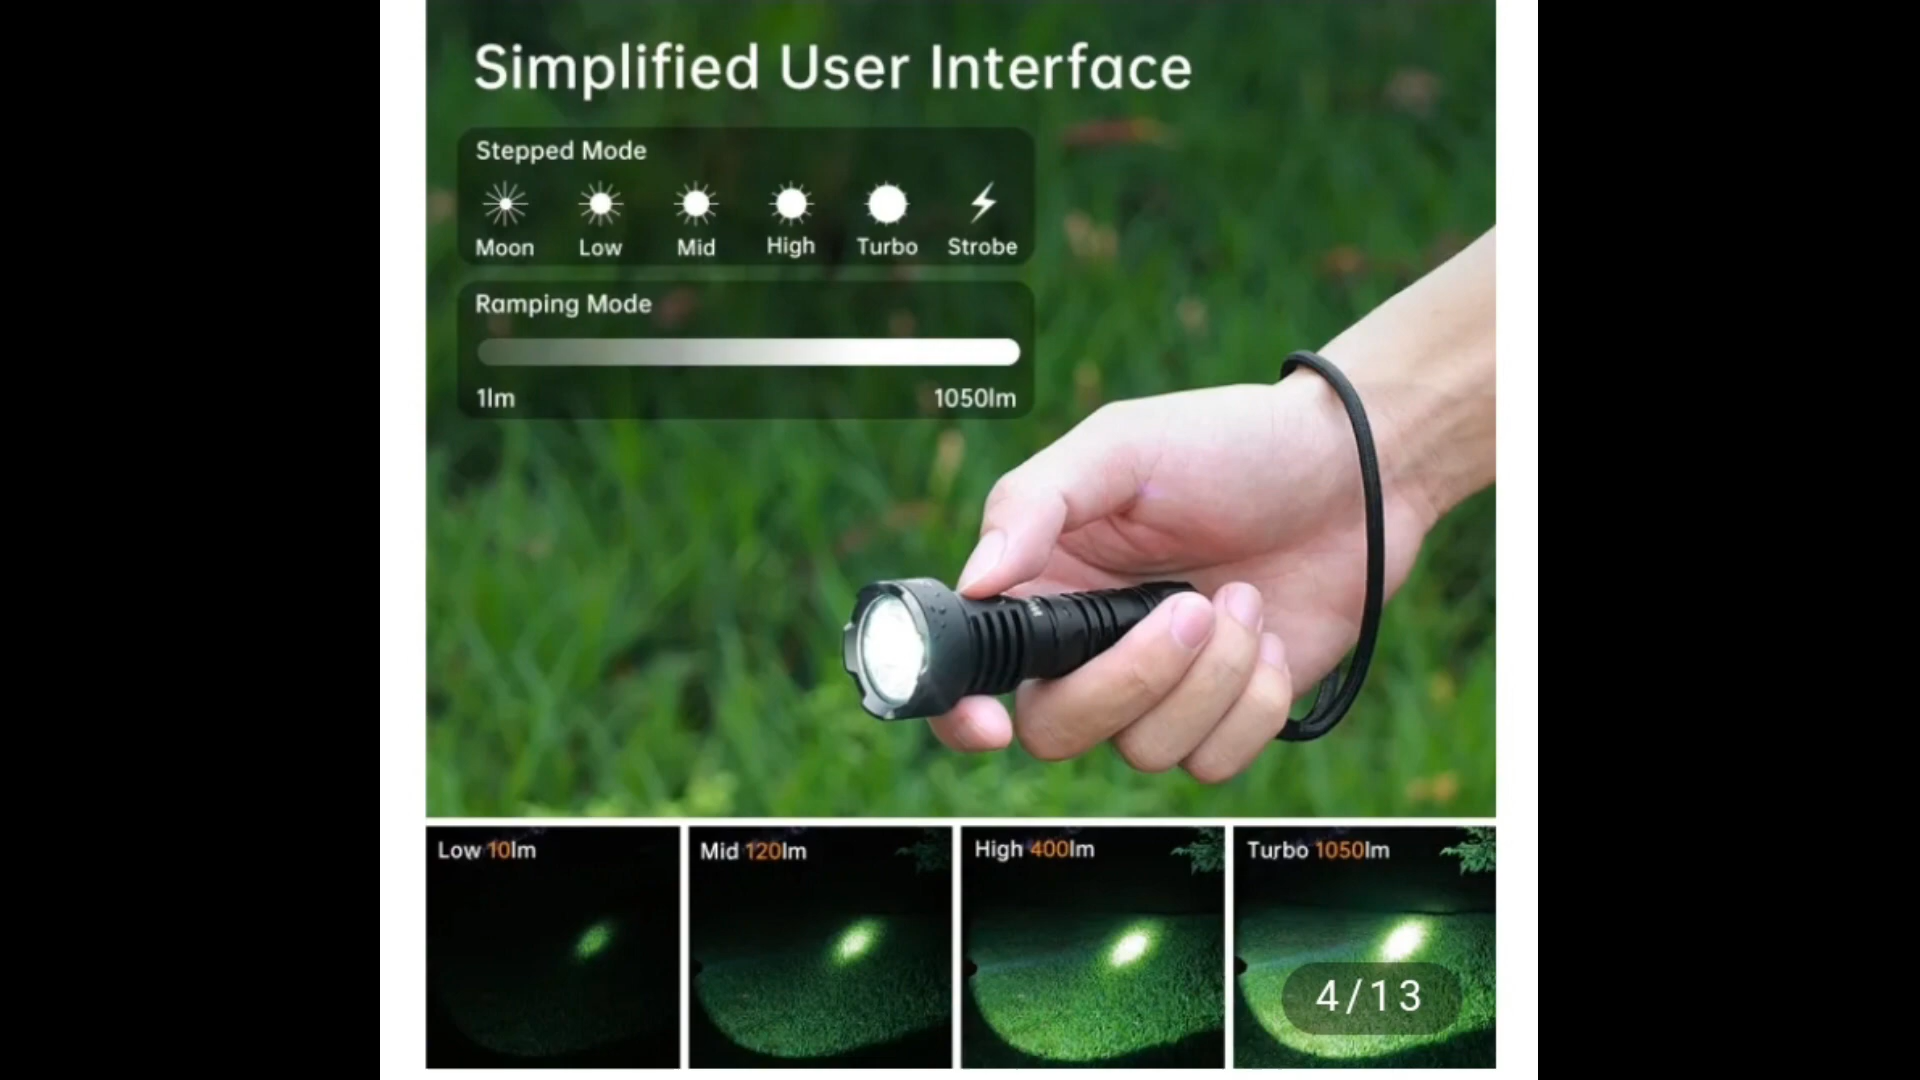 Simplified User Interface
Stepped Mode
Moon Low Mid High Turbo Strobe
Ramping Mode
1lm 1050lm
Low 10lm Mid 120lm High 400lm Turbo 1050lm
4/13